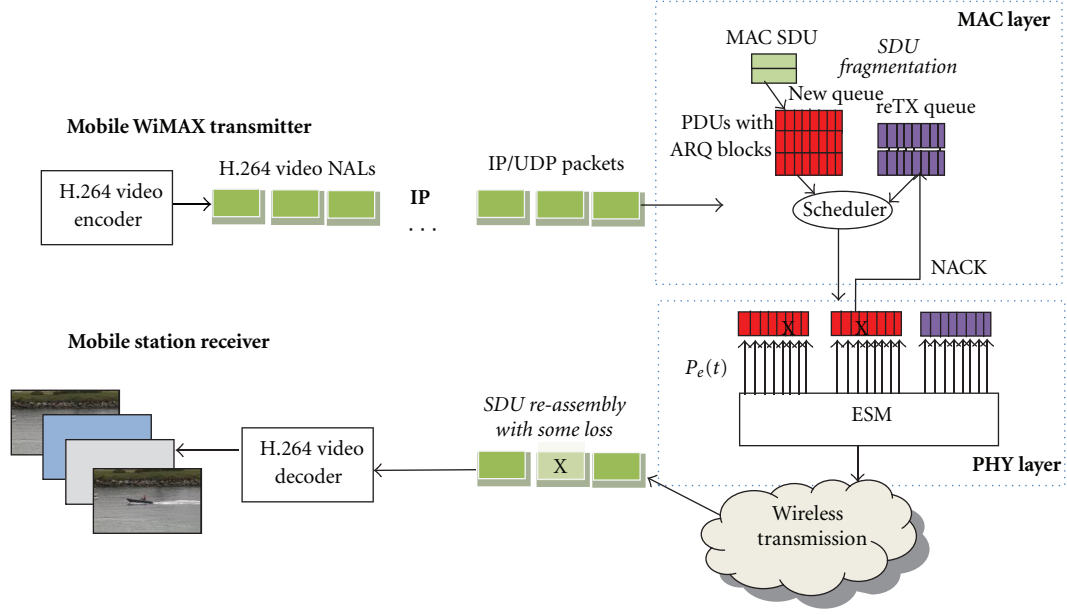 MAC layer
MAC SDU
SDU
fragmentation
New queue
reTX queue
PDUs with
ARQ blocks
Scheduler
NACK
Mobile WiMAX transmitter
H.264 video
encoder
H.264 video NALs
IP
. . .
IP/UDP packets
X
X
Pe(t)
ESM
PHY layer
Mobile station receiver
SDU re-assembly
with some loss
X
H.264 video
decoder
Wireless
transmission